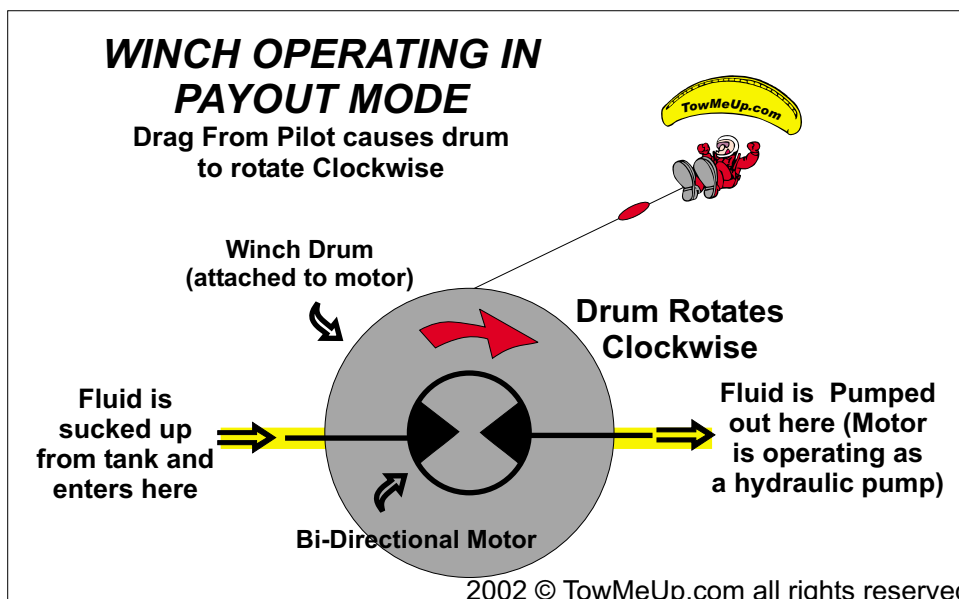 WINCH OPERATING IN
PAYOUT MODE
Drag From Pilot causes drum
to rotate Clockwise
TowMeUp.com
Winch Drum
(attached to motor)
Drum Rotates
Clockwise
Fluid is
sucked up
from tank and
enters here
Fluid is Pumped
out here (Motor
is operating as
a hydraulic pump)
Bi-Directional Motor
2002 © TowMeUp.com all rights reserved